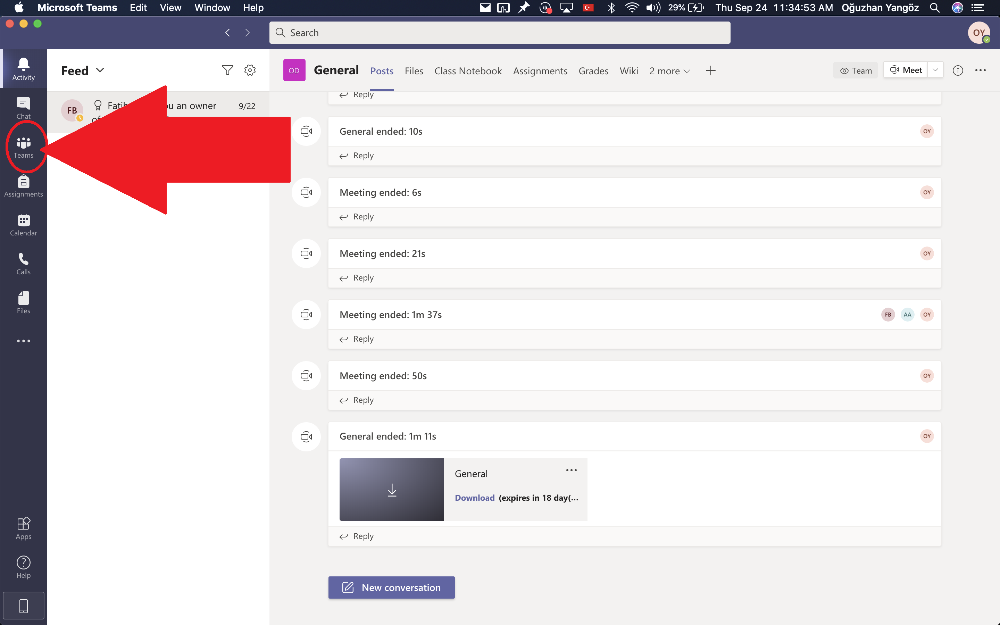 Microsoft Teams Edit View Window Help 29% Thu Sep 24 11:34:53 AM Oğuzhan Yangöz
Search
OY
Activity
Chat
Teams
Assignments
Calendar
Calls
Files
Apps
Help
Feed
FB
an owner 9/22
OD General Posts Files Class Notebook Assignments Grades Wiki 2 more Team Meet
Reply
General ended: 10s OY
Reply
Meeting ended: 6s OY
Reply
Meeting ended: 21s OY
Reply
Meeting ended: 1m 37s FB AA OY
Reply
Meeting ended: 50s OY
Reply
General ended: 1m 11s OY
General
Download (expires in 18 day(...
Reply
New conversation